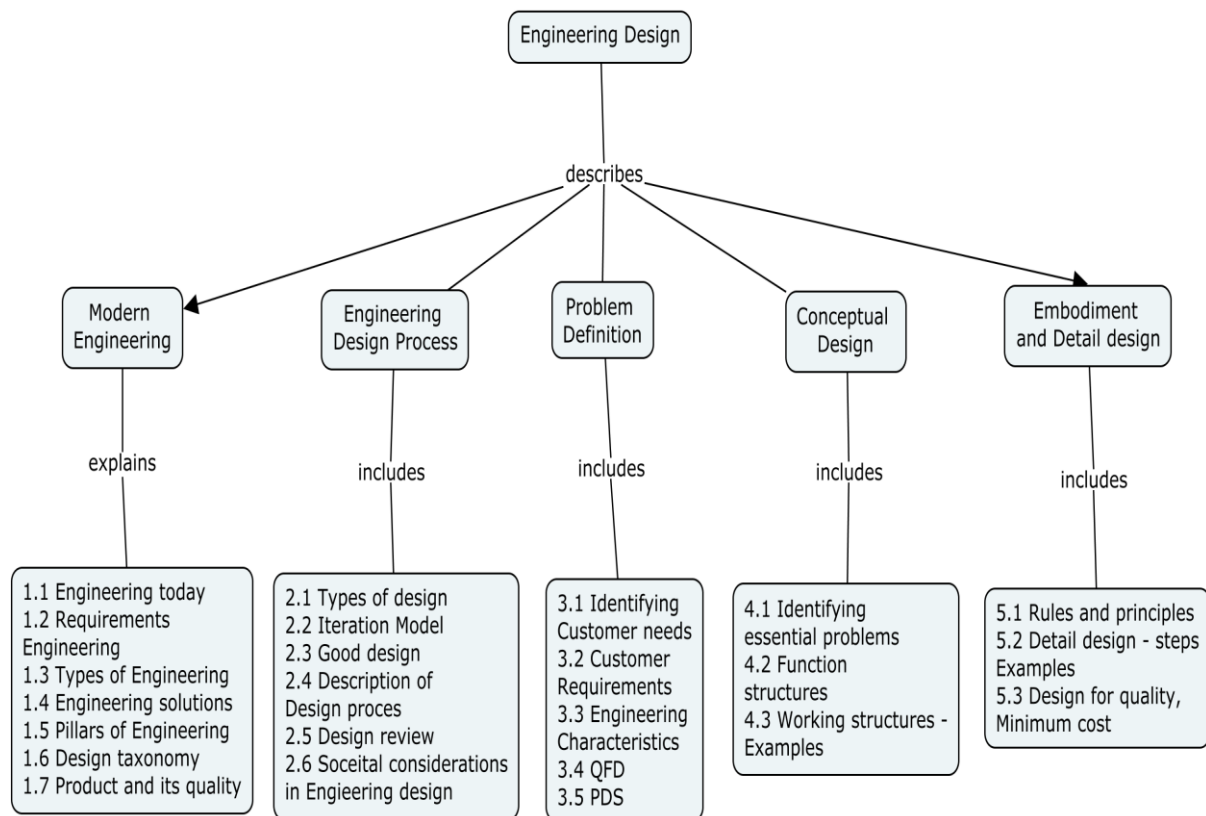 Engineering Design
describes
Modern
Engineering
Engineering
Design Process
Problem
Definition
Conceptual
Design
Embodiment
and Detail design
explains
includes
includes
includes
includes
1.1 Engineering today
1.2 Requirements
Engineering
1.3 Types of Engineering
1.4 Engineering solutions
1.5 Pillars of Engineering
1.6 Design taxonomy
1.7 Product and its quality
2.1 Types of design
2.2 Iteration Model
2.3 Good design
2.4 Description of
Design proces
2.5 Design review
2.6 Soceital considerations
in Engieering design
3.1 Identifying
Customer needs
3.2 Customer
Requirements
3.3 Engineering
Characteristics
3.4 QFD
3.5 PDS
4.1 Identifying
essential problems
4.2 Function
structures
4.3 Working structures -
Examples
5.1 Rules and principles
5.2 Detail design - steps
Examples
5.3 Design for quality,
Minimum cost